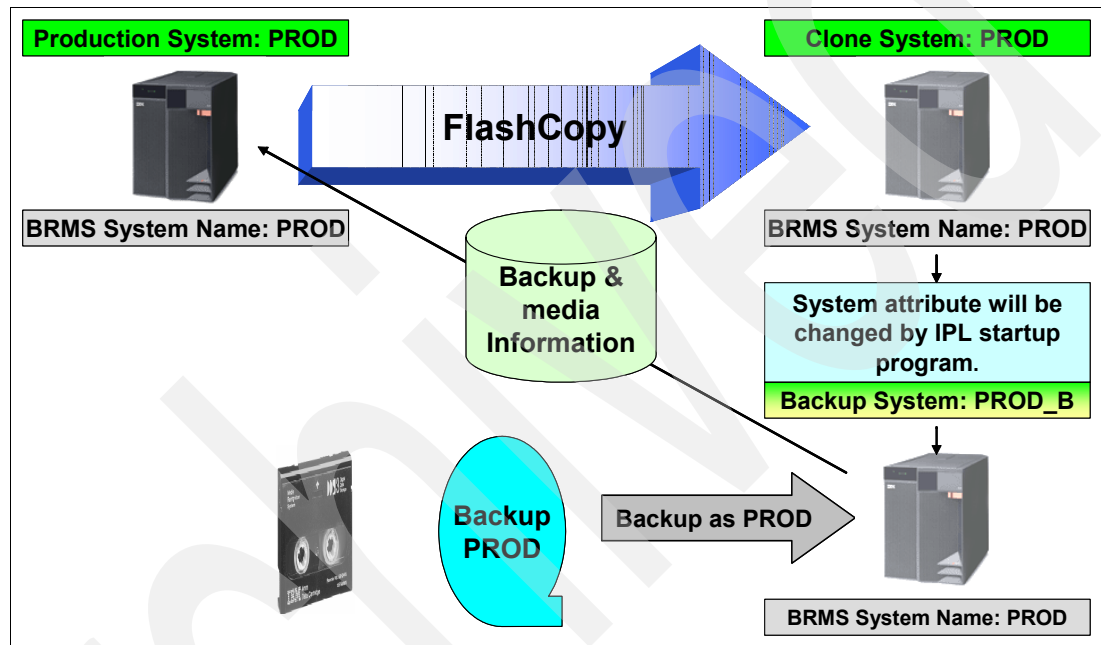 Production System: PROD
Clone System: PROD
FlashCopy
BRMS System Name: PROD
BRMS System Name: PROD
Backup &
media
Information
System attribute will be
changed by IPL startup
program.
Backup System: PROD_B
Backup
PROD
Backup as PROD
BRMS System Name: PROD